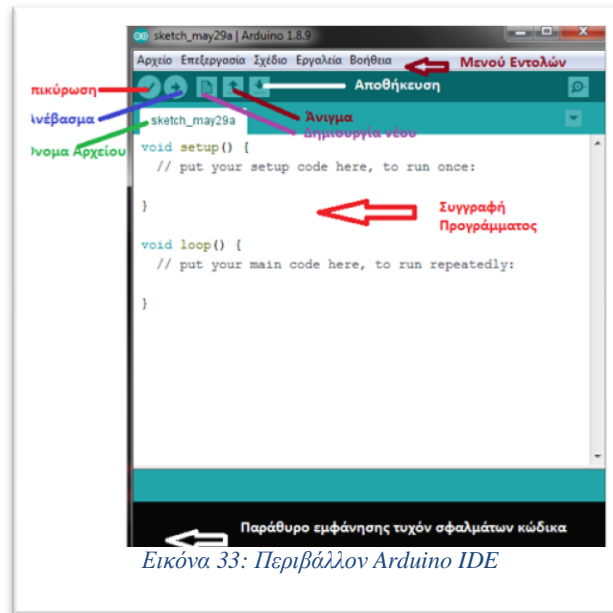 sketch_may29a | Arduino 1.8.9
Αρχείο Επεξεργασία Σχέδιο Εργαλεία Βοήθεια
Μενού Εντολών
πικύρωση
Αποθήκευση
Ανέβασμα
Άνιγμα
sketch_may29a
Δημιουργία νέου
Όνομα Αρχείου
void setup() {
// put your setup code here, to run once:
}
Συγγραφή
Προγράμματος
void loop() {
// put your main code here, to run repeatedly:
}
Παράθυρο εμφάνησης τυχόν σφαλμάτων κώδικα
Εικόνα 33: Περιβάλλον Arduino IDE